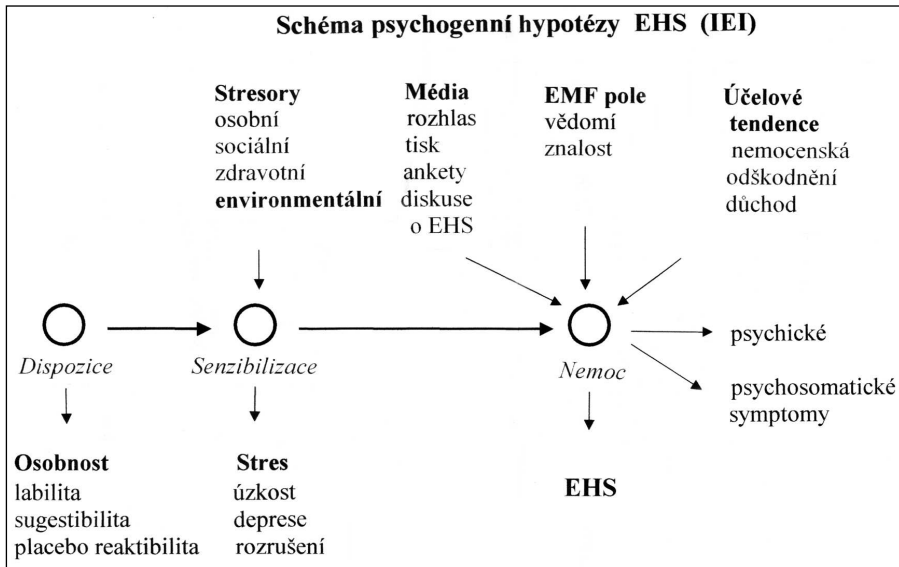 Schéma psychogenní hypotézy EHS (IEI)
Stresory
osobní
sociální
zdravotní
environmentální
Média
rozhlas
tisk
ankety
diskuse
o EHS
EMF pole
vědomí
znalost
Účelové
tendence
nemocenská
odškodnění
důchod
Dispozice
Senzibilizace
Nemoc
psychické
psychosomatické
symptomy
Osobnost
labilita
sugestibilita
placebo reaktibilita
Stres
úzkost
deprese
rozrušení
EHS